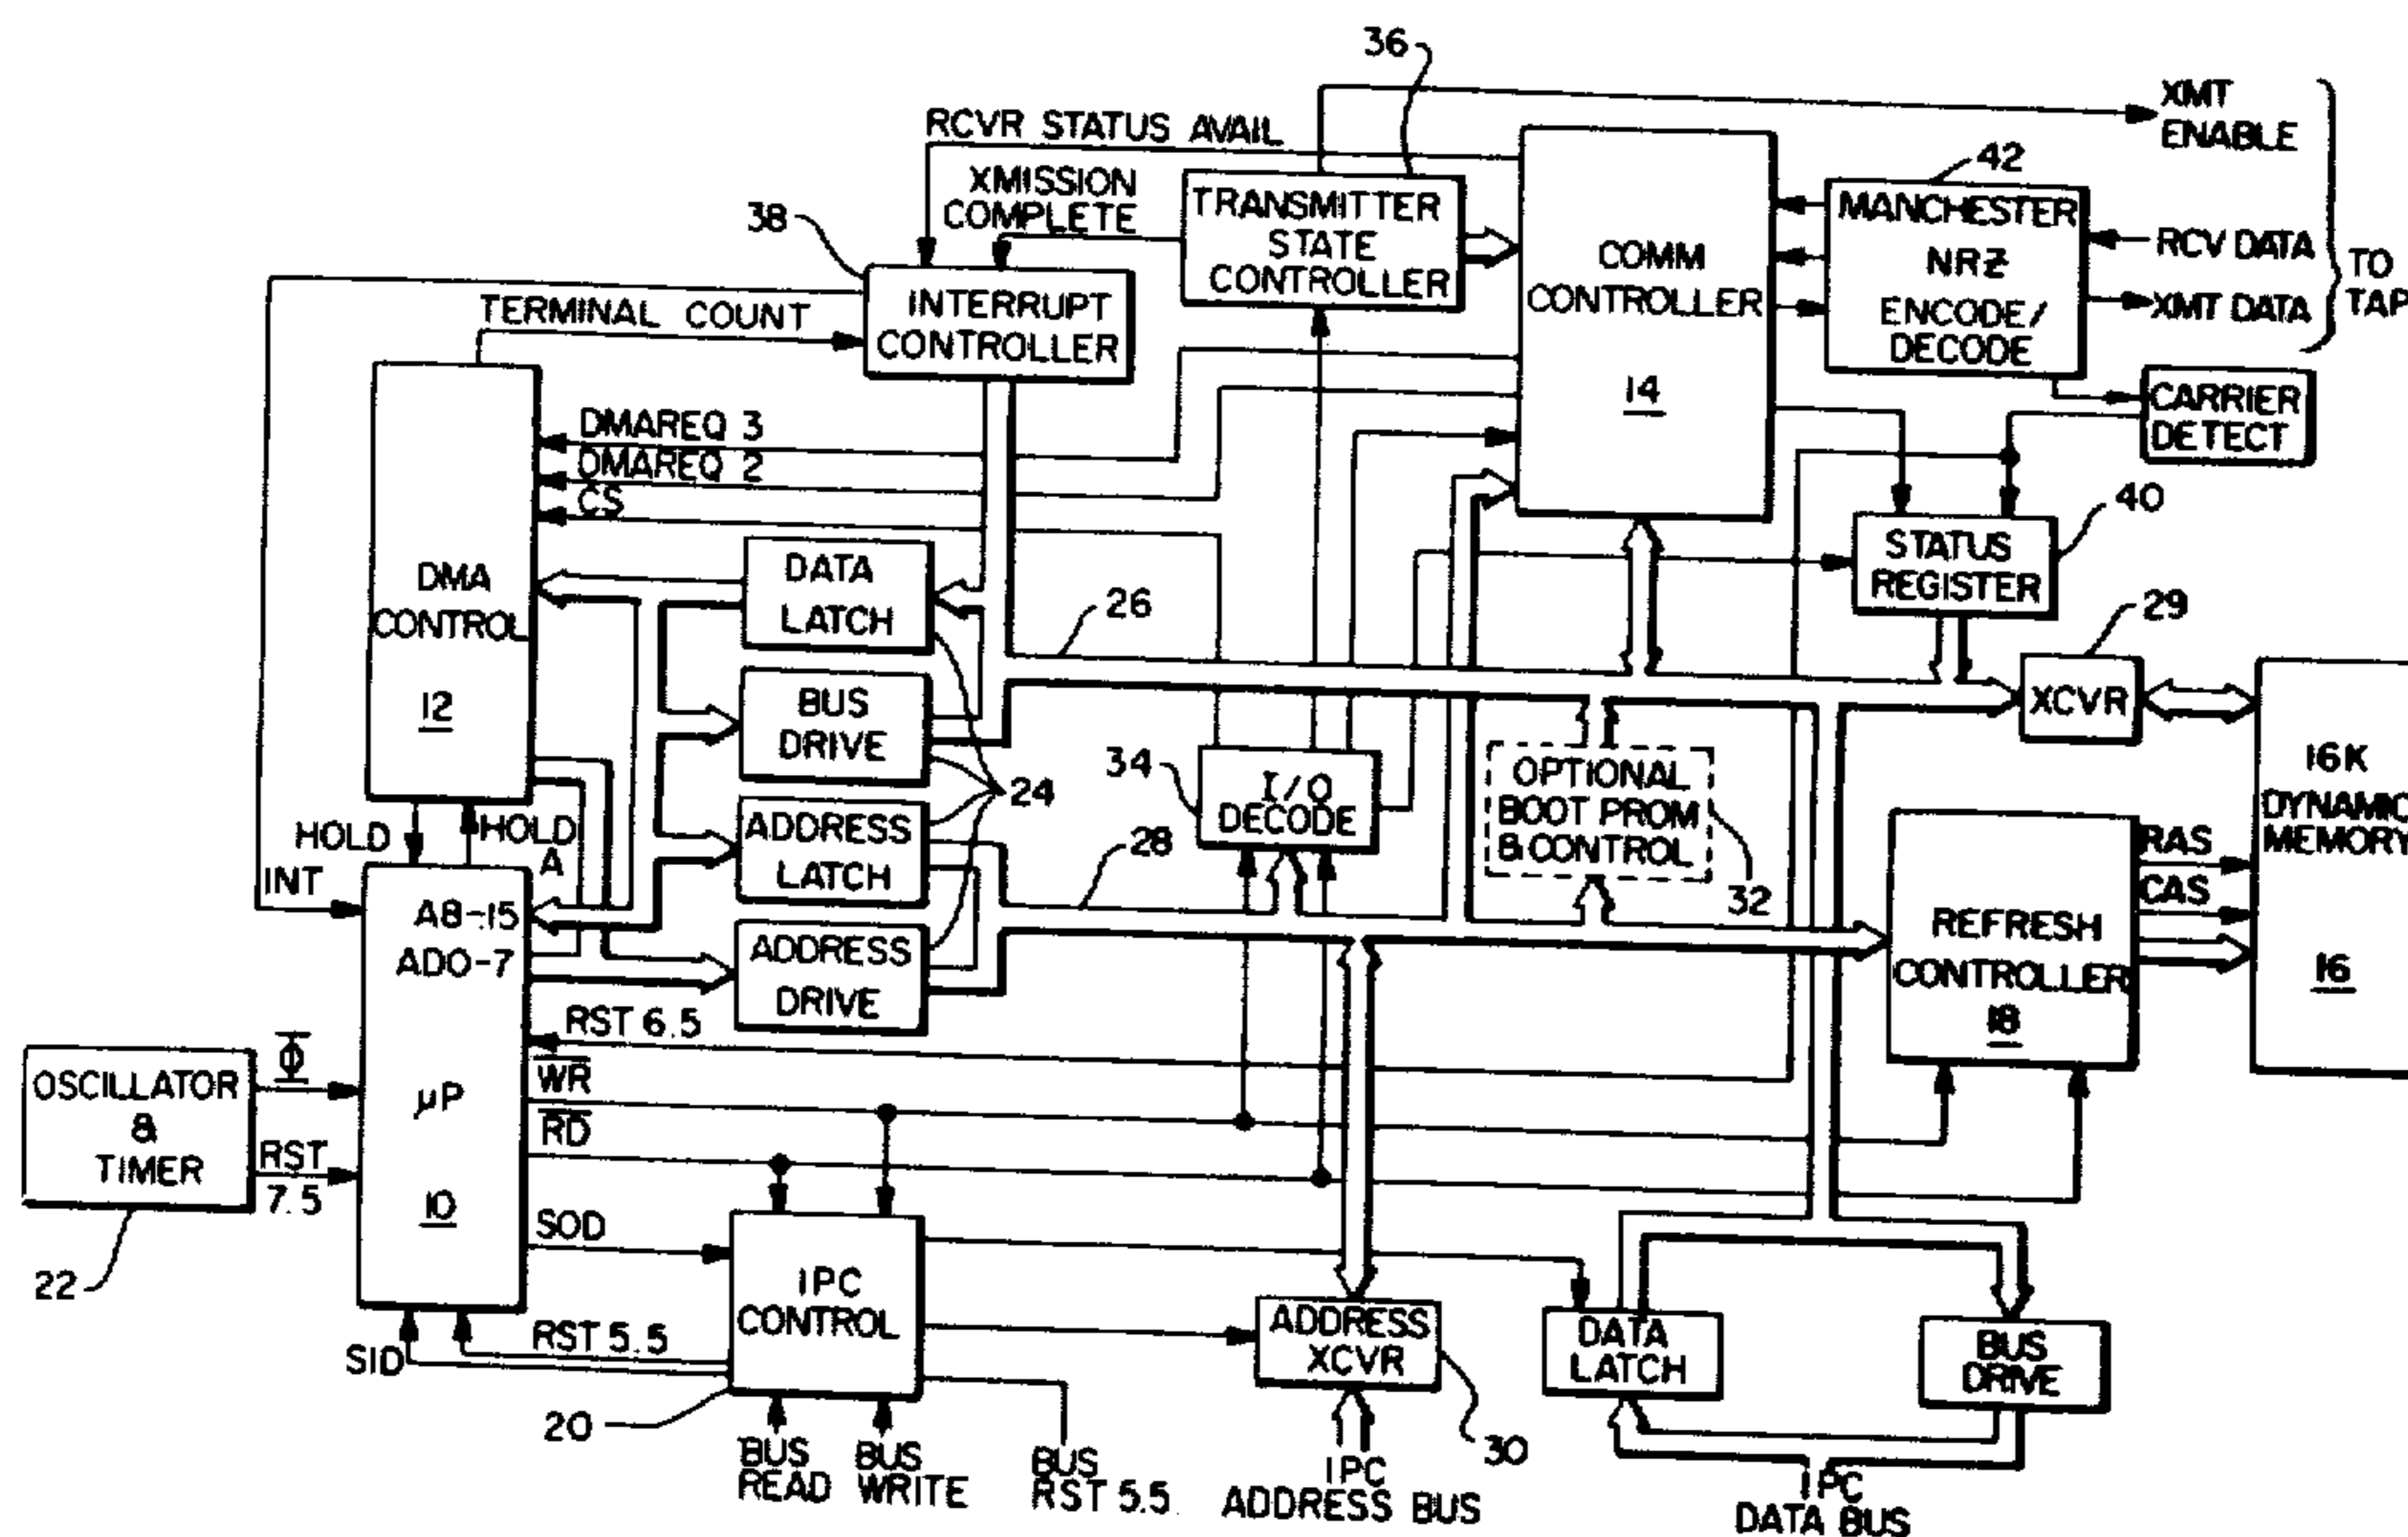 36
XMT
ENABLE
RCVR STATUS AVAIL
XMISSION
COMPLETE
38
TRANSMITTER
STATE
CONTROLLER
COMM
CONTROLLER
14
42
MANCHESTER
NRZ
ENCODE/
DECODE
RCV DATA
XMT DATA
TO
TAP
INTERRUPT
CONTROLLER
TERMINAL COUNT
CARRIER
DETECT
DMAREQ 3
DMAREQ 2
CS
40
STATUS
REGISTER
DMA
CONTROL
12
DATA
LATCH
26
29
XCVR
BUS
DRIVE
34
I/O
DECODE
OPTIONAL
BOOT PROM
& CONTROL
32
16K
DYNAMIC
MEMORY
16
24
HOLD
HOLD
A
ADDRESS
LATCH
28
RAS
CAS
INT
A8-15
AD0-7
ADDRESS
DRIVE
REFRESH
CONTROLLER
18
RST 6.5
OSCILLATOR
&
TIMER
Φ̅
RST
7.5
22
µP
10
W̅R̅
R̅D̅
SOD
IPC
CONTROL
RST 5.5
SID
20
ADDRESS
XCVR
30
DATA
LATCH
BUS
DRIVE
BUS
READ
BUS
WRITE
BUS
RST 5.5
IPC
ADDRESS BUS
IPC
DATA BUS